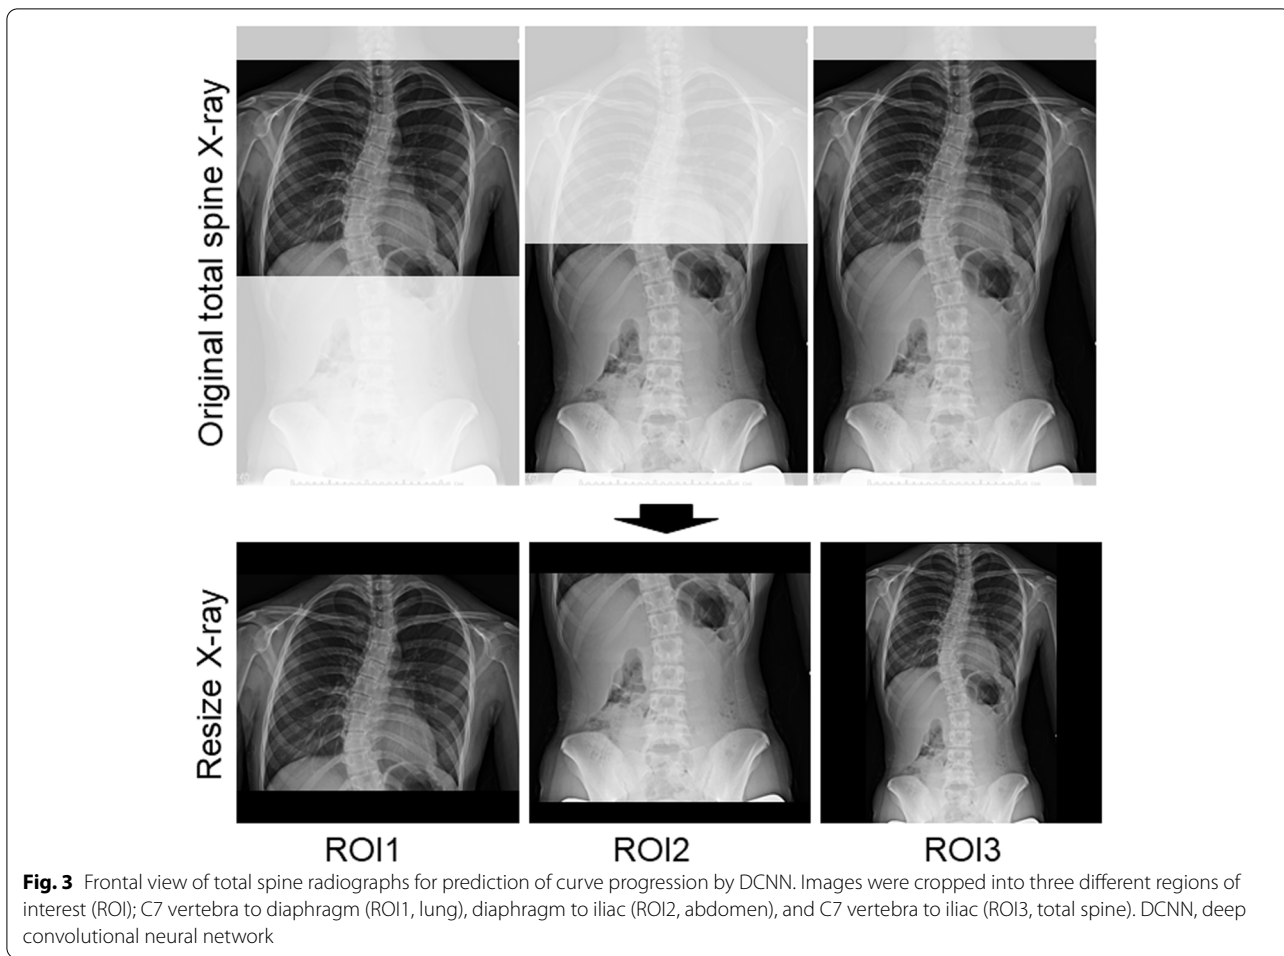 Original total spine X-ray
Resize X-ray
ROI1 ROI2 ROI3
Fig. 3 Frontal view of total spine radiographs for prediction of curve progression by DCNN. Images were cropped into three different regions of
interest (ROI); C7 vertebra to diaphragm (ROI1, lung), diaphragm to iliac (ROI2, abdomen), and C7 vertebra to iliac (ROI3, total spine). DCNN, deep
convolutional neural network